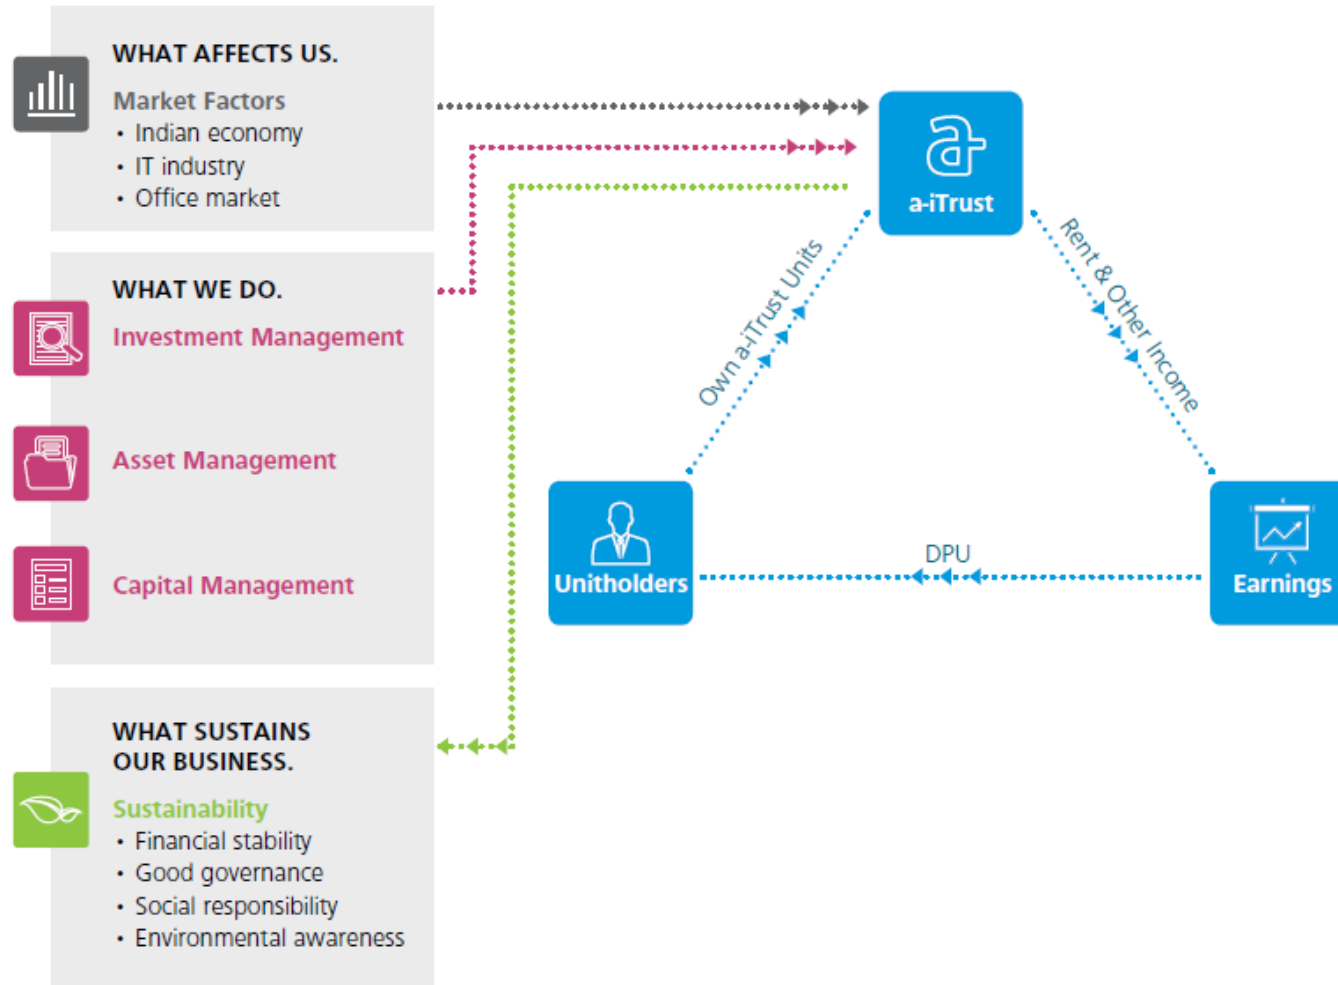 WHAT AFFECTS US.
Market Factors
• Indian economy
• IT industry
• Office market
WHAT WE DO.
Investment Management
Asset Management
Capital Management
WHAT SUSTAINS
OUR BUSINESS.
Sustainability
• Financial stability
• Good governance
• Social responsibility
• Environmental awareness
a
a-iTrust
Own a-iTrust Units
Rent & Other Income
Unitholders
DPU
Earnings